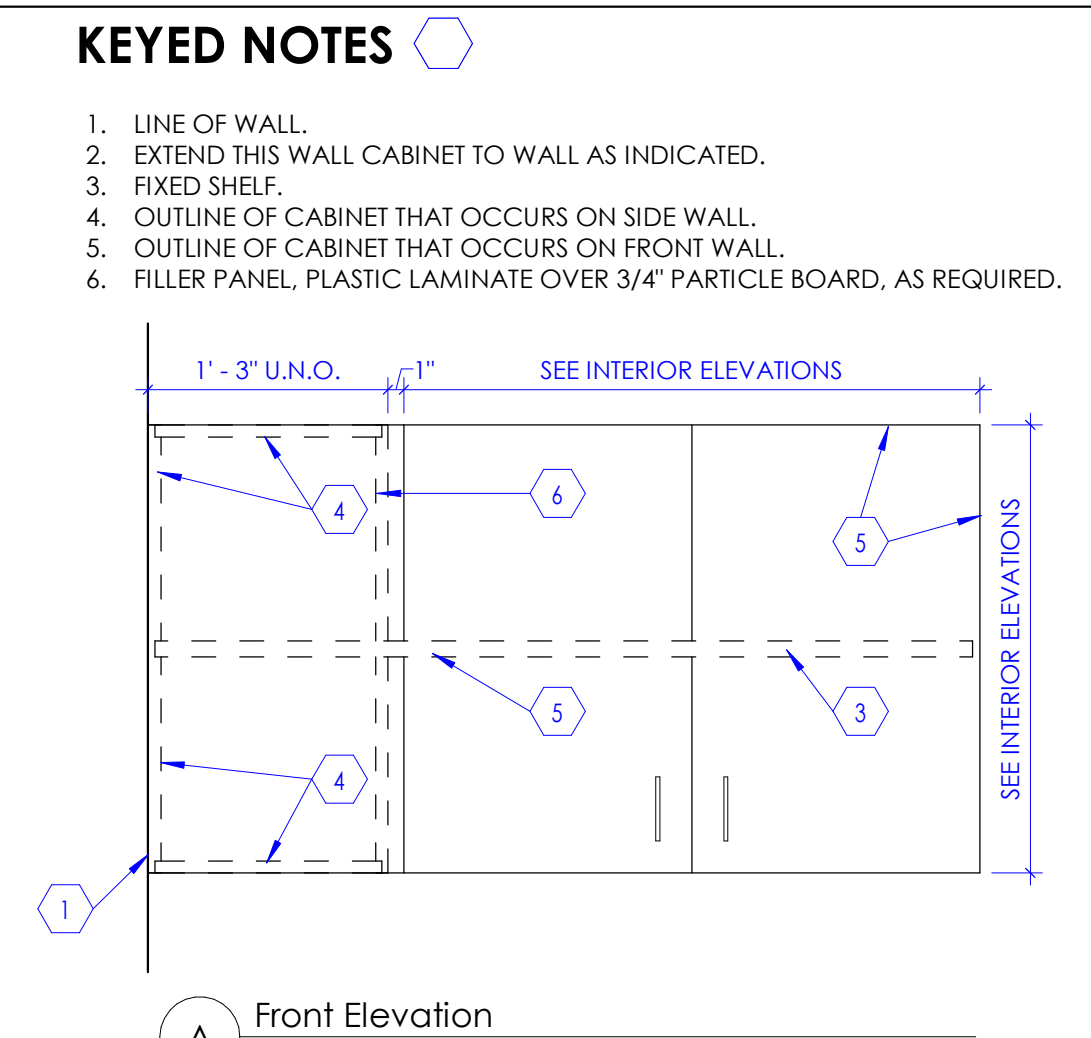 KEYED NOTES
1. LINE OF WALL.
2. EXTEND THIS WALL CABINET TO WALL AS INDICATED.
3. FIXED SHELF.
4. OUTLINE OF CABINET THAT OCCURS ON SIDE WALL.
5. OUTLINE OF CABINET THAT OCCURS ON FRONT WALL.
6. FILLER PANEL, PLASTIC LAMINATE OVER 3/4" PARTICLE BOARD, AS REQUIRED.
1' - 3" U.N.O.
1"
SEE INTERIOR ELEVATIONS
4
6
5
SEE INTERIOR ELEVATIONS
5
3
4
1
A
Front Elevation